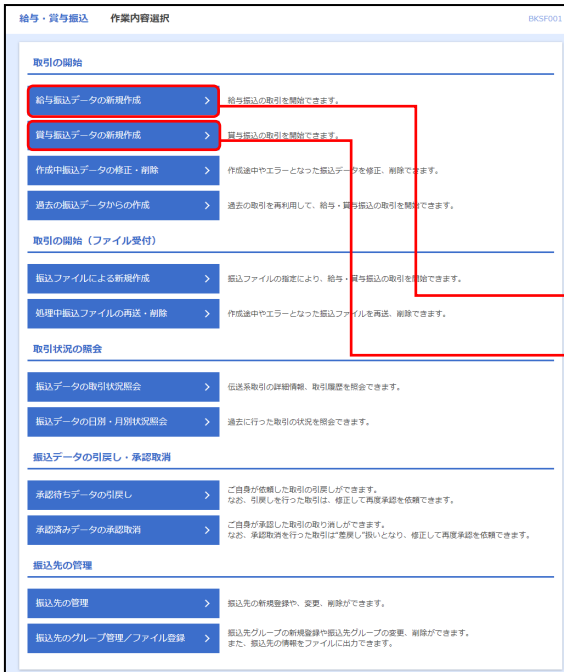 給与・賞与振込 作業内容選択 BKSF001
取引の開始
給与振込データの新規作成 給与振込の取引を開始できます。
賞与振込データの新規作成 賞与振込の取引を開始できます。
作成中振込データの修正・削除 作成途中やエラーとなった振込データを修正、削除できます。
過去の振込データからの作成 過去の取引を再利用して、給与・賞与振込の取引を開始できます。
取引の開始（ファイル受付）
振込ファイルによる新規作成 振込ファイルの指定により、給与・賞与振込の取引を開始できます。
処理中振込ファイルの再送・削除 作成途中やエラーとなった振込ファイルを再送、削除できます。
取引状況の照会
振込データの取引状況照会 伝送系取引の詳細情報、取引履歴を照会できます。
振込データの日別・月別状況照会 過去に行った取引の状況を照会できます。
振込データの引戻し・承認取消
承認待ちデータの引戻し ご自身が依頼した取引の引戻しができます。
なお、引戻しを行った取引は、修正して再度承認を依頼できます。
承認済みデータの承認取消 ご自身が承認した取引の取り消しができます。
なお、承認取消を行った取引は"差戻し"扱いとなり、修正して再度承認を依頼できます。
振込先の管理
振込先の管理 振込先の新規登録や、変更、削除ができます。
振込先のグループ管理／ファイル登録 振込先グループの新規登録や振込先グループの変更、削除ができます。
また、振込先の情報をファイルに出力できます。